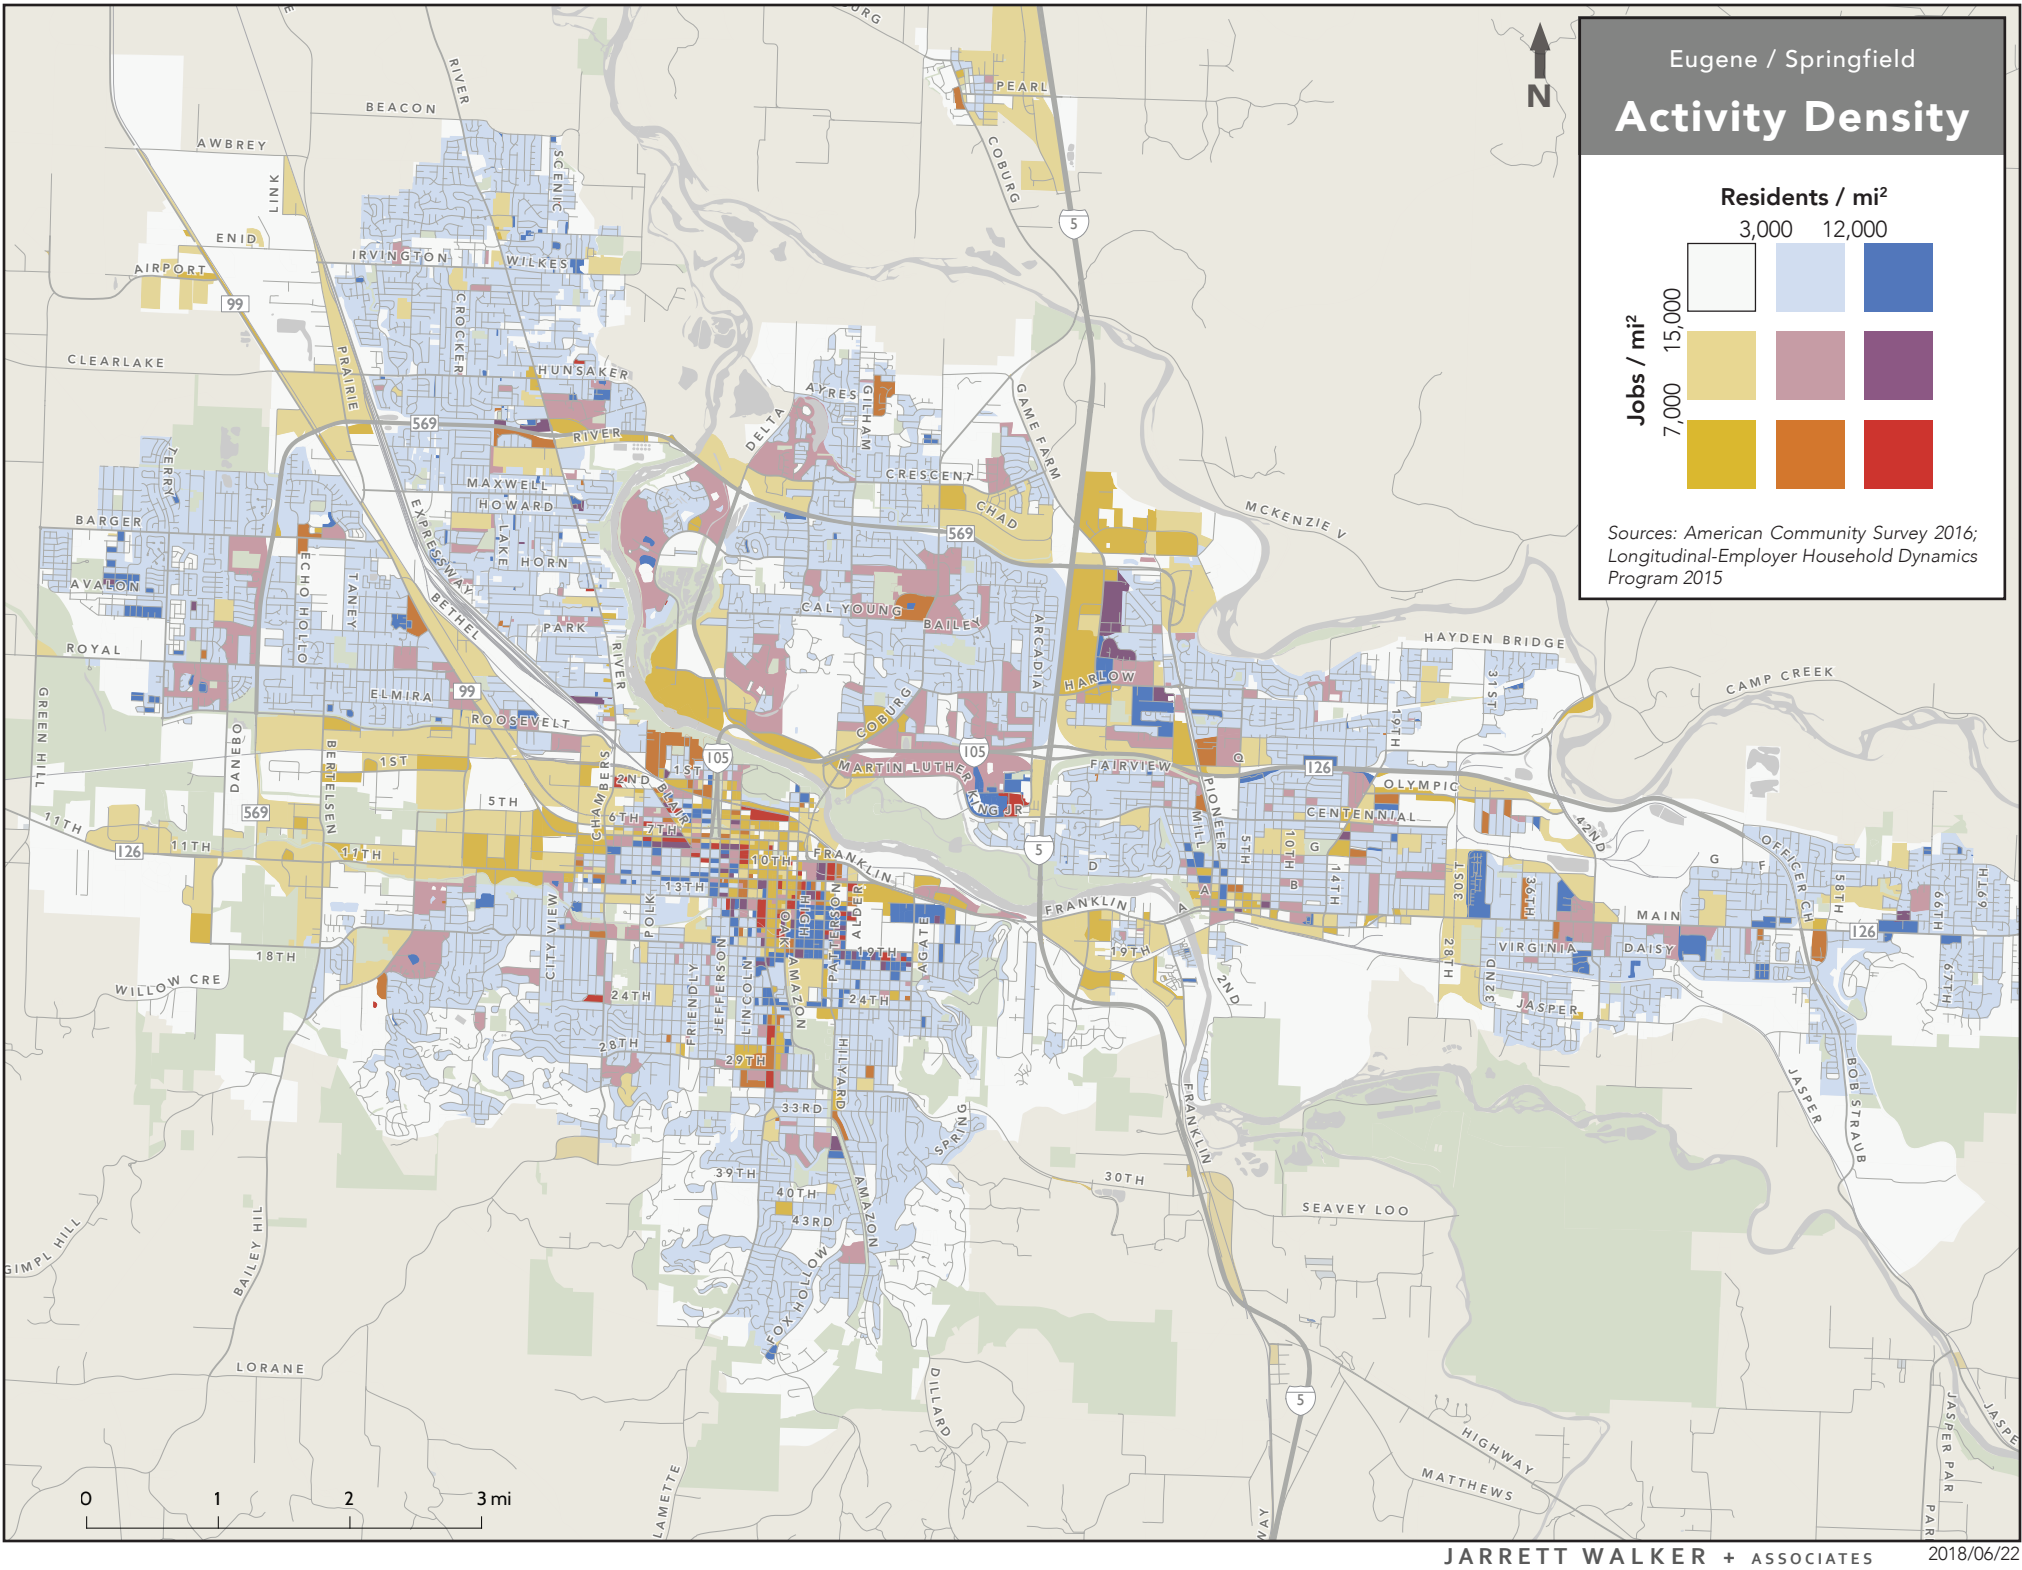 Eugene / Springfield
Activity Density
Residents / mi²
3,000 12,000
Jobs / mi²
15,000
7,000
Sources: American Community Survey 2016;
Longitudinal-Employer Household Dynamics
Program 2015
N
PEARL
COBURG
5
RIVER
BEACON
AWBREY
LINK
SCENIC
ENID
AIRPORT
99
IRVINGTON
WILKES
CROCKER
PRAIRIE
CLEARLAKE
HUNSAKER
569
RIVER
AYRES
GILHAM
DELTA
GAME FARM
CRESCENT
CHAD
569
MCKENZIE V
TERRY
MAXWELL
HOWARD
LAKE
HORN
BARGER
AVALON
ECHO HOLLO
TANEY
EXPRESSWAY
BETHEL
PARK
RIVER
CAL YOUNG
BAILEY
ARCADIA
HARLOW
HAYDEN BRIDGE
CAMP CREEK
31ST
19TH
ROYAL
ELMIRA
99
ROOSEVELT
GREEN HILL
DANEBO
BERTELSEN
1ST
5TH
CHAMBERS
2ND
1ST
BLAIR
6TH
7TH
105
COBURG
105
MARTIN LUTHER
KING JR
FAIRVIEW
Q
126
OLYMPIC
CENTENNIAL
PIONEER
MILL
5TH
10TH
G
14TH
B
A
D
A
42ND
569
11TH
126
11TH
11TH
10TH
FRANKLIN
13TH
POLK
OAK
HIGH
PATTERSON
ALDER
19TH
AGATE
5
FRANKLIN
19TH
2ND
30TH
36TH
28TH
32ND
MAIN
VIRGINIA
DAISY
JASPER
G
F
OFFICER CH
58TH
66TH
69TH
126
67TH
18TH
WILLOW CRE
CITY VIEW
24TH
FRIENDLY
JEFFERSON
LINCOLN
AMAZON
24TH
28TH
29TH
HILYARD
33RD
SPRING
39TH
40TH
43RD
AMAZON
FOX HOLLOW
30TH
FRANKLIN
SEAVEY LOO
JASPER
BOB STRAUB
GIMPL HILL
BAILEY HIL
LORANE
DILLARD
LAMETTE
5
WAY
HIGHWAY
MATTHEWS
JASPER PAR
JASPE
PAR
0 1 2 3 mi
JARRETT WALKER + ASSOCIATES
2018/06/22